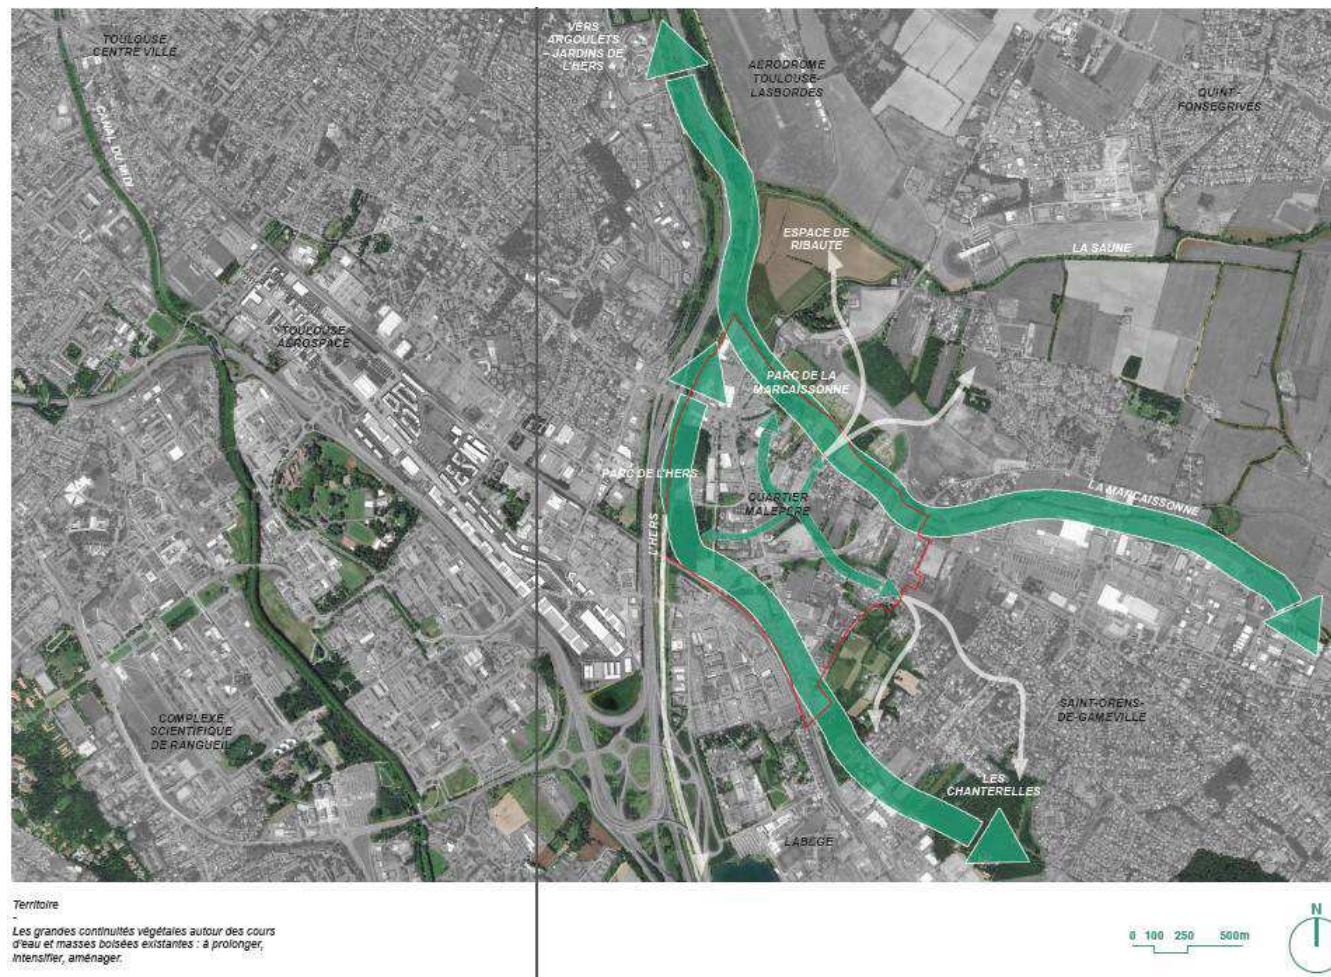 TOULOUSE
CENTRE VILLE
CANAL DU MIDI
VERS
ARGOULETS
– JARDINS DE
L'HERS
AÉRODROME
TOULOUSE-
LASBORDES
QUINT -
FONSEGRIVES
ESPACE DE
RIBAUTE
LA SAUNE
TOULOUSE
AEROSPACE
PARC DE LA
MARCAISSONNE
PARC DE L'HERS
QUARTIER
MALEPERE
LA MARCAISSONNE
L'HERS
COMPLEXE
SCIENTIFIQUE
DE RANGUEIL
SAINT-ORENS-
DE-GAMEVILLE
LES
CHANTERELLES
LABEGE
Territoire
-
Les grandes continuités végétales autour des cours
d'eau et masses boisées existantes : à prolonger,
intensifier, aménager.
0 100 250 500m
N